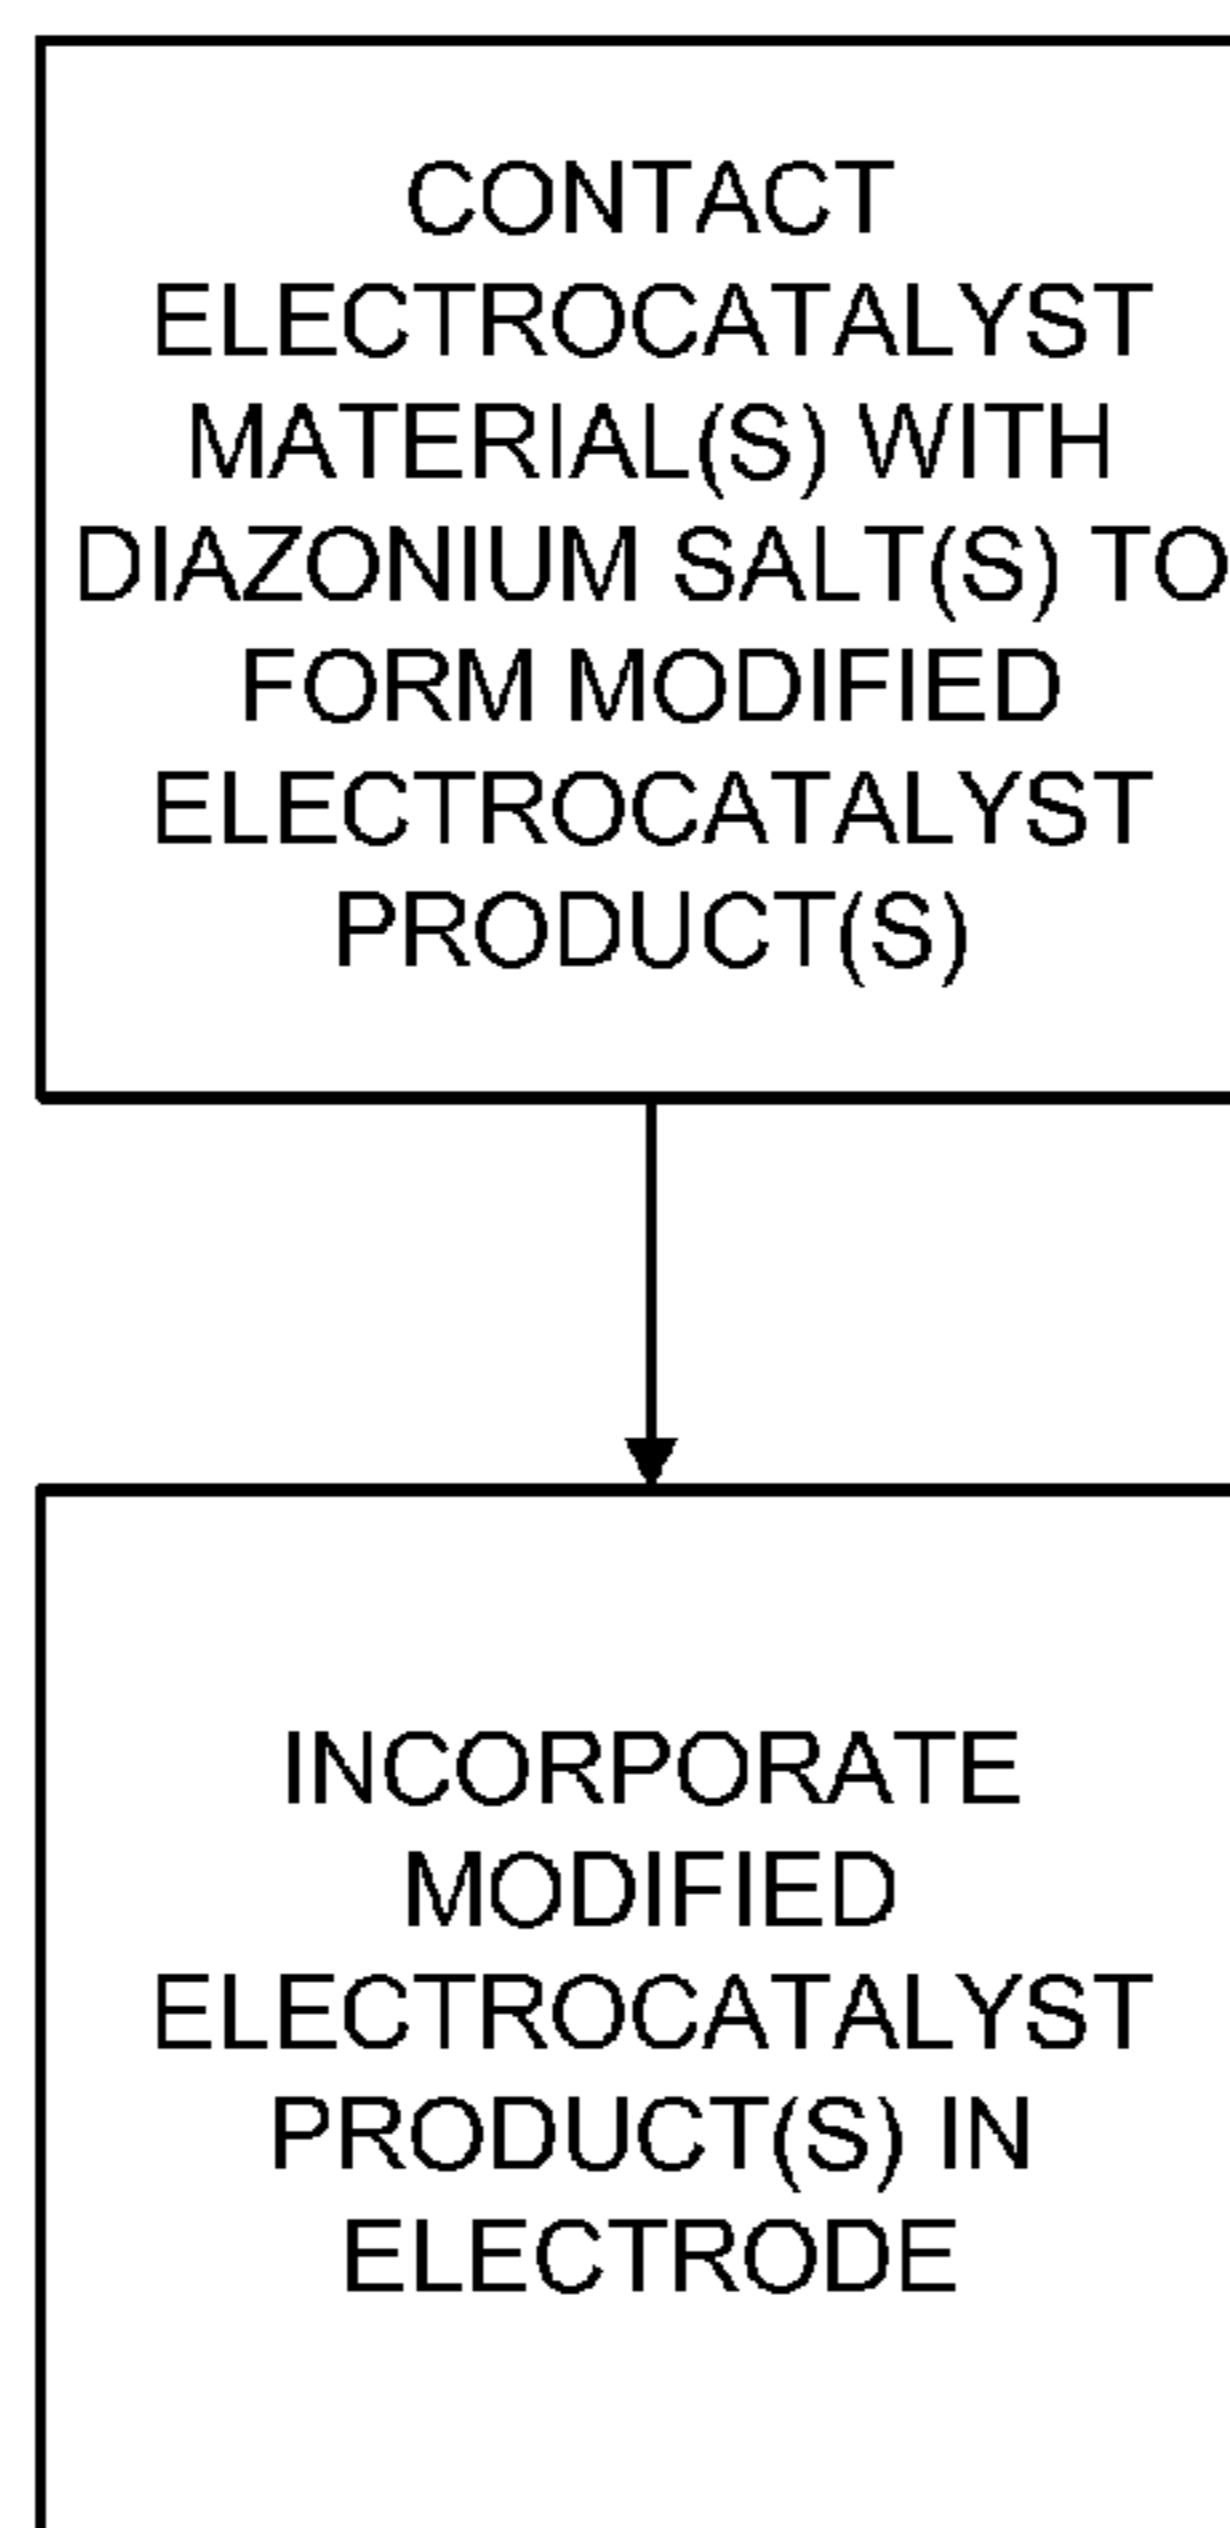 CONTACT
ELECTROCATALYST
MATERIAL(S) WITH
DIAZONIUM SALT(S) TO
FORM MODIFIED
ELECTROCATALYST
PRODUCT(S)
INCORPORATE
MODIFIED
ELECTROCATALYST
PRODUCT(S) IN
ELECTRODE